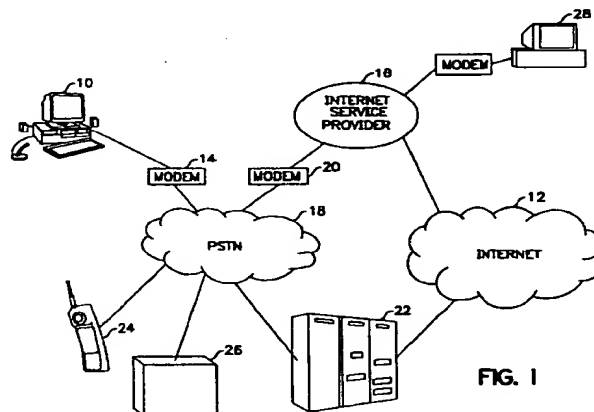 28
10
MODEM
16
INTERNET
SERVICE
PROVIDER
14
MODEM
MODEM
20
12
18
PSTN
INTERNET
22
24
26
FIG. 1